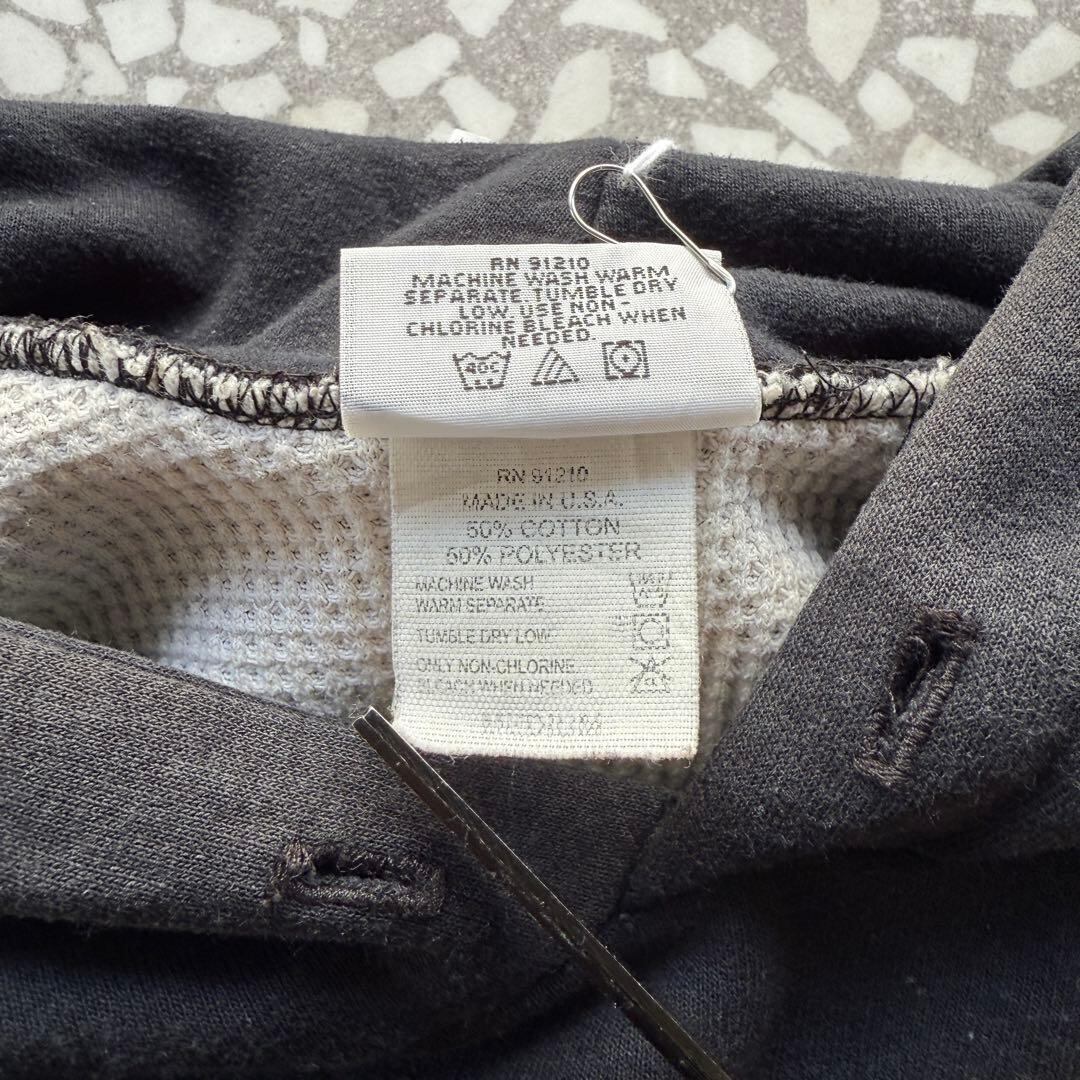 RN 91210
MACHINE WASH WARM,
SEPARATE, TUMBLE DRY
LOW USE NON-
CHLORINE BLEACH WHEN
NEEDED.
40C
RN 91210
MADE IN U.S.A.
50% COTTON
50% POLYESTER
MACHINE WASH
WARM SEPARATE
TUMBLE DRY LOW
ONLY NON-CHLORINE
BLEACH WHEN NEEDED